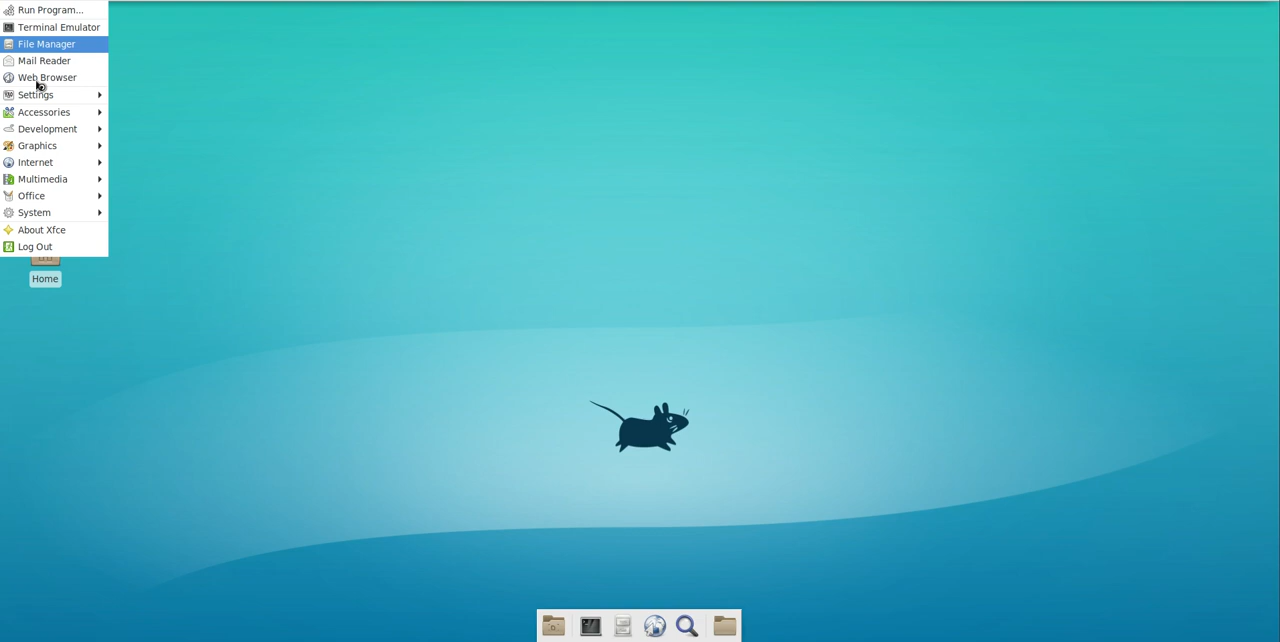 Run Program...
Terminal Emulator
File Manager
Mail Reader
Web Browser
Settings
Accessories
Development
Graphics
Internet
Multimedia
Office
System
About Xfce
Log Out
Home